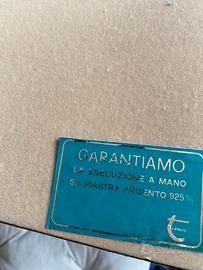 GARANTIAMO
LA ESECUZIONE A MANO
SU PIASTRA ARGENTO 925‰